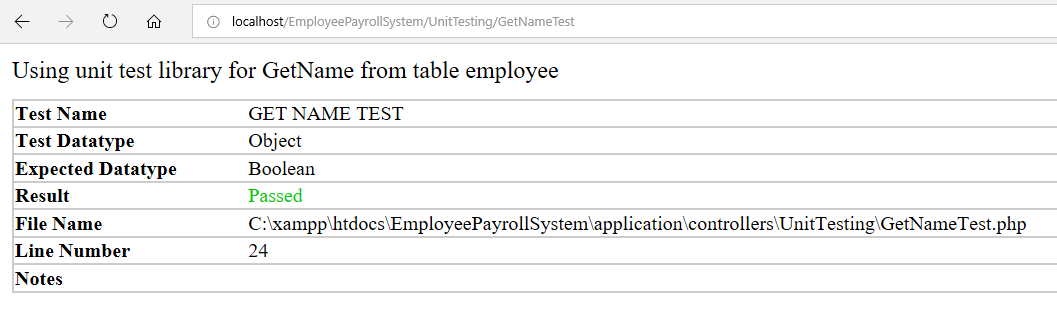 localhost/EmployeePayrollSystem/UnitTesting/GetNameTest
Using unit test library for GetName from table employee
Test Name GET NAME TEST
Test Datatype Object
Expected Datatype Boolean
Result Passed
File Name C:\xampp\htdocs\EmployeePayrollSystem\application\controllers\UnitTesting\GetNameTest.php
Line Number 24
Notes